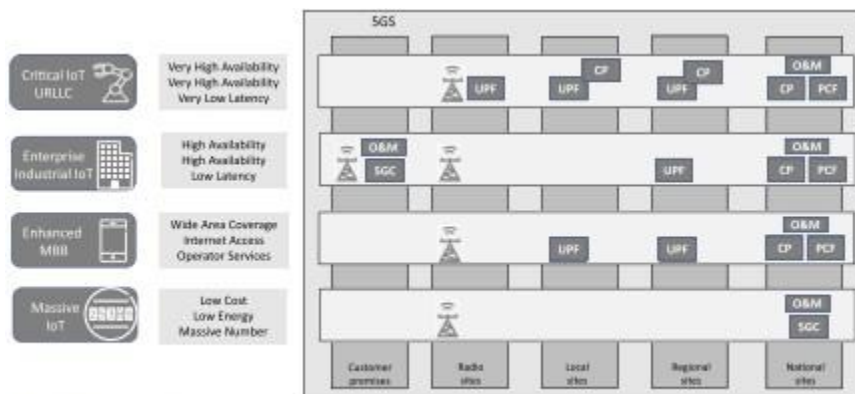 5GS
Critical IoT
URLLC
Very High Availability
Very High Availability
Very Low Latency
UPF
CP
UPF
CP
UPF
O&M
CP
PCF
Enterprise
Industrial IoT
High Availability
High Availability
Low Latency
O&M
5GC
UPF
O&M
CP
PCF
Enhanced
MBB
Wide Area Coverage
Internet Access
Operator Services
UPF
UPF
O&M
CP
PCF
Massive
IoT
Low Cost
Low Energy
Massive Number
O&M
5GC
Customer
premises
Radio
sites
Local
sites
Regional
sites
National
sites